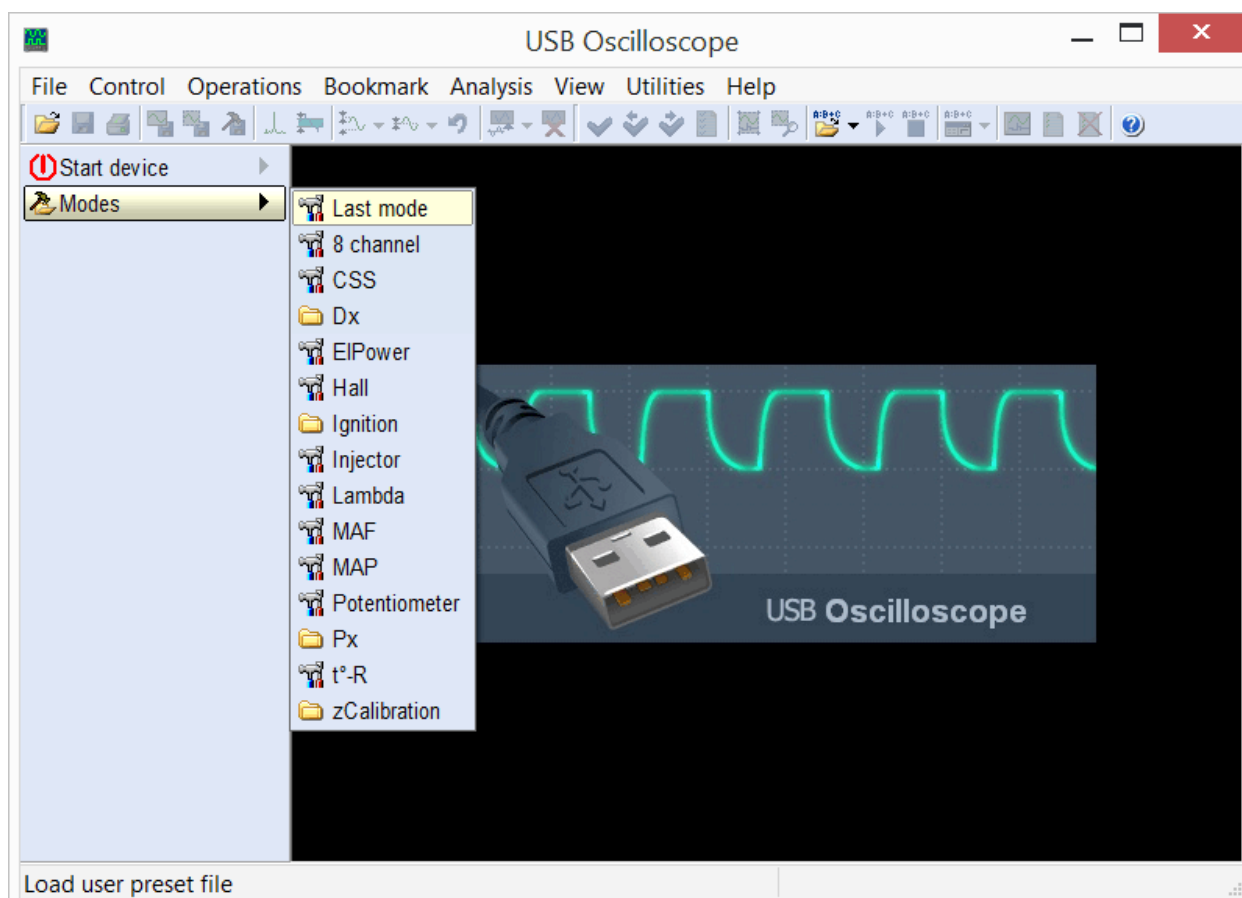 USB Oscilloscope
File Control Operations Bookmark Analysis View Utilities Help
A:B+C A:B+C A:B+C A:B+C
Start device
Modes
Last mode
8 channel
CSS
Dx
ElPower
Hall
Ignition
Injector
Lambda
MAF
MAP
Potentiometer
Px
t°-R
zCalibration
USB Oscilloscope
Load user preset file